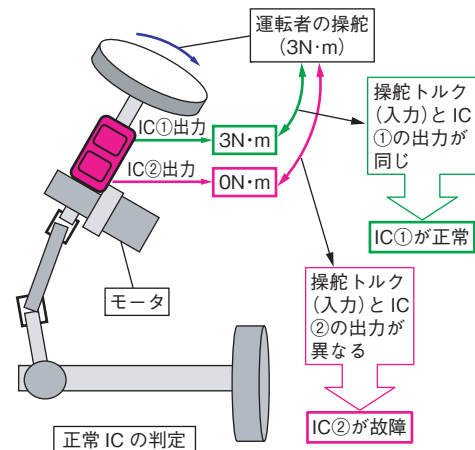 運転者の操舵
(3N・m)
IC①出力
3N・m
IC②出力
0N・m
操舵トルク
(入力)とIC
①の出力が
同じ
IC①が正常
モータ
操舵トルク
(入力)とIC
②の出力が
異なる
IC②が故障
正常 IC の判定